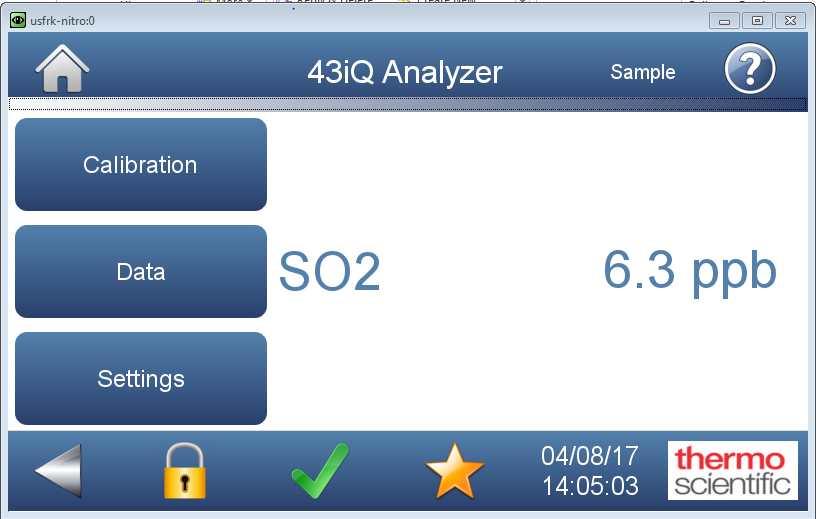 usfrk-nitro:0
43iQ Analyzer
Sample
?
Calibration
Data
SO2
6.3 ppb
Settings
04/08/17
14:05:03
thermo
scientific